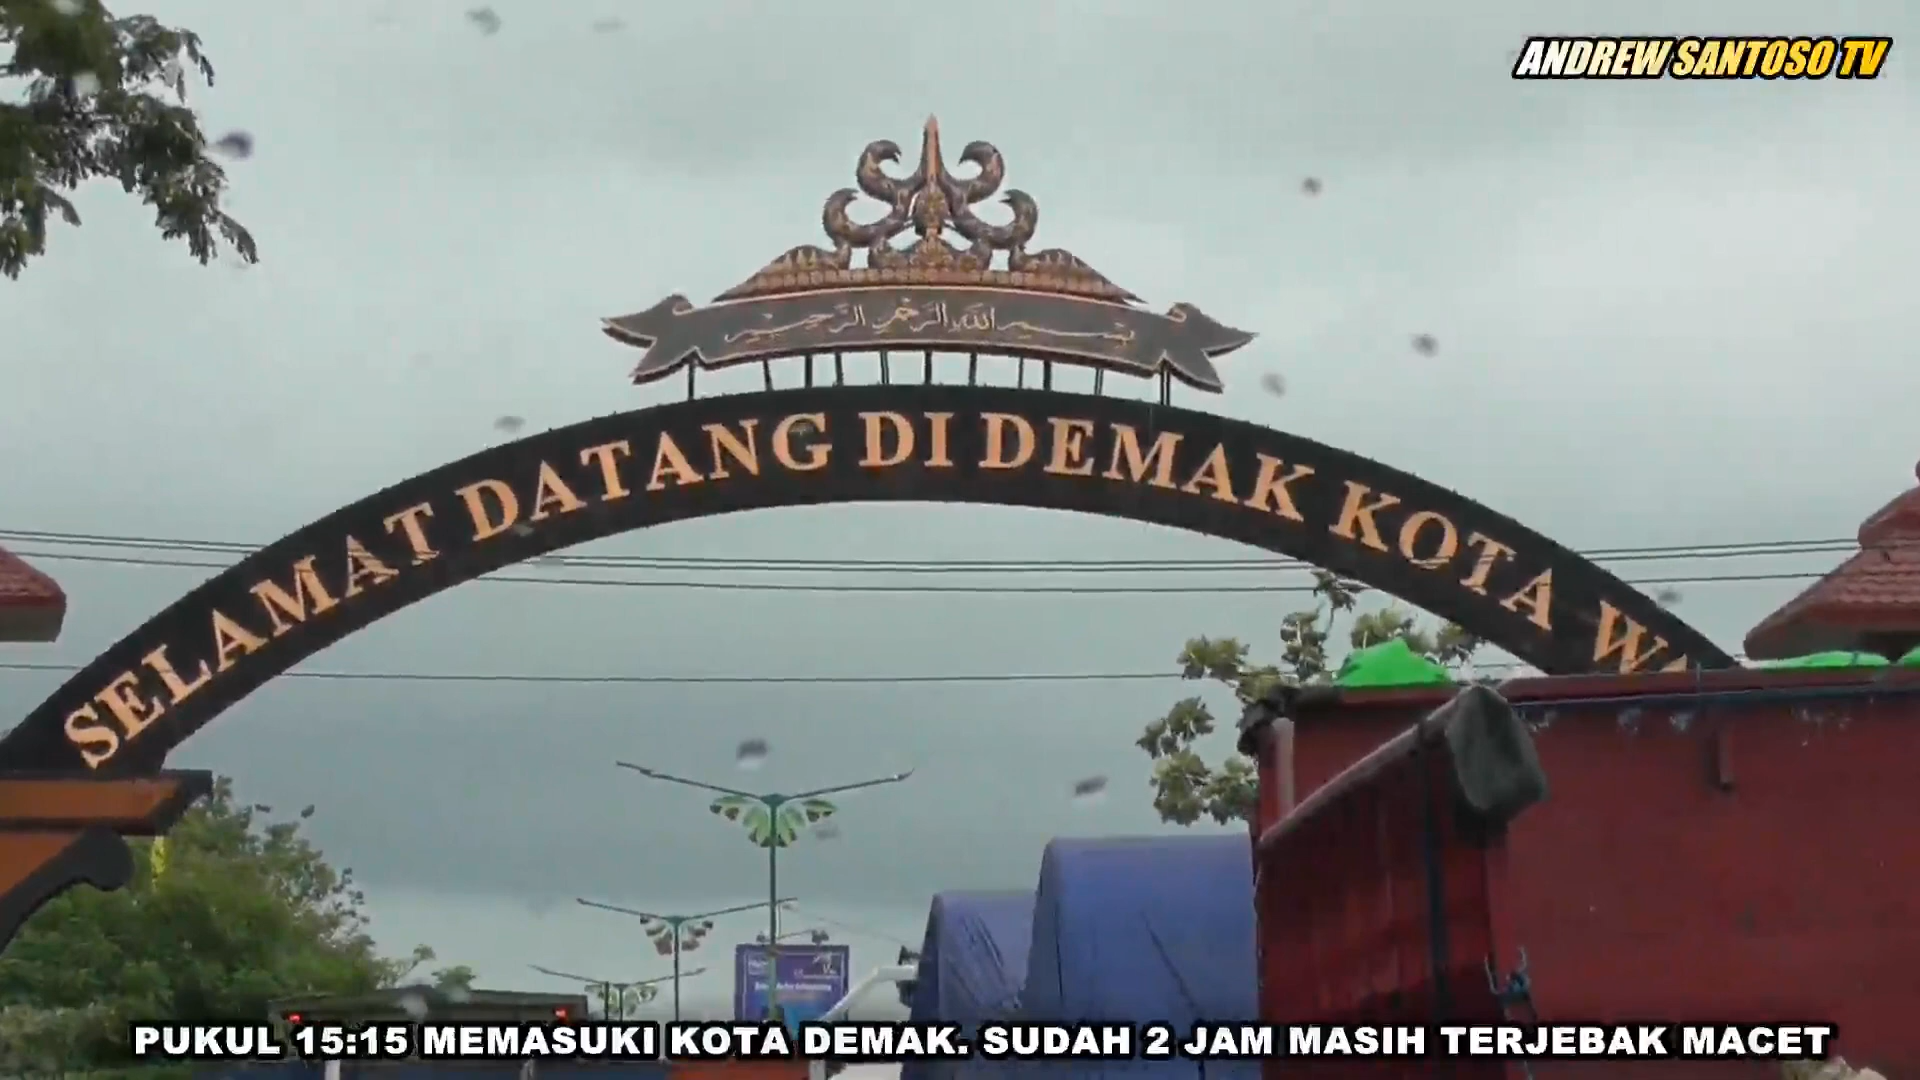 ANDREW SANTOSO TV
بسم الله الرحمن الرحيم
SELAMAT DATANG DI DEMAK KOTA
PUKUL 15:15 MEMASUKI KOTA DEMAK. SUDAH 2 JAM MASIH TERJEBAK MACET